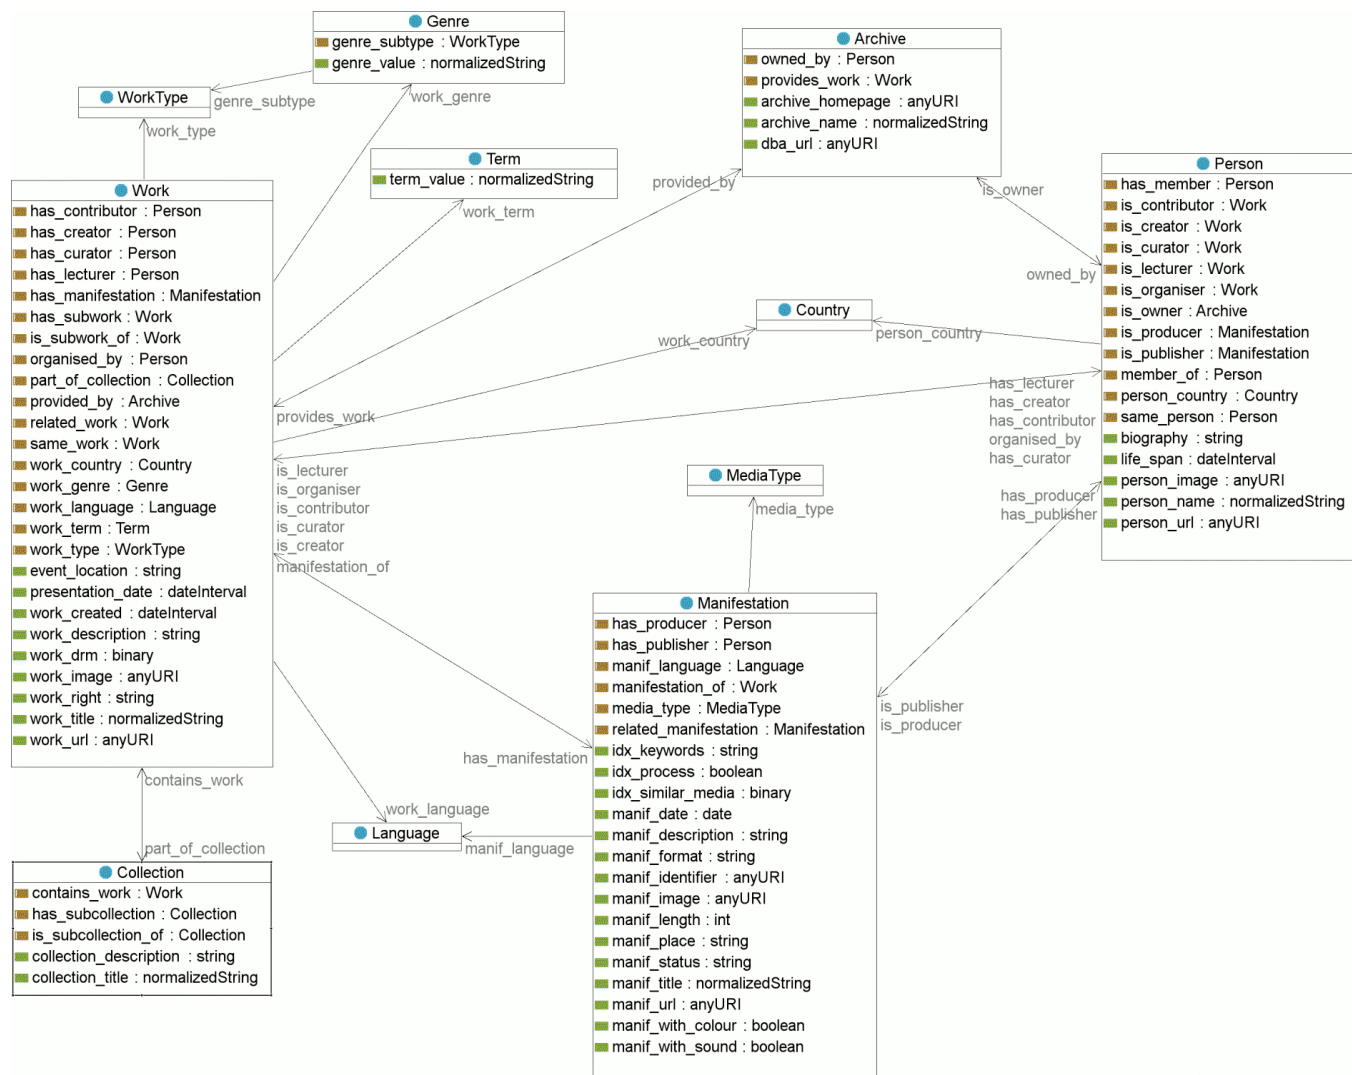 Genre
genre_subtype : WorkType
genre_value : normalizedString
WorkType
genre_subtype
work_genre
work_type
Archive
owned_by : Person
provides_work : Work
archive_homepage : anyURI
archive_name : normalizedString
dba_url : anyURI
Term
term_value : normalizedString
work_term
provided_by
is_owner
owned_by
Person
has_member : Person
is_contributor : Work
is_creator : Work
is_curator : Work
is_lecturer : Work
is_organiser : Work
is_owner : Archive
is_producer : Manifestation
is_publisher : Manifestation
member_of : Person
person_country : Country
same_person : Person
biography : string
life_span : dateInterval
person_image : anyURI
person_name : normalizedString
person_url : anyURI
Work
has_contributor : Person
has_creator : Person
has_curator : Person
has_lecturer : Person
has_manifestation : Manifestation
has_subwork : Work
is_subwork_of : Work
organised_by : Person
part_of_collection : Collection
provided_by : Archive
related_work : Work
same_work : Work
work_country : Country
work_genre : Genre
work_language : Language
work_term : Term
work_type : WorkType
event_location : string
presentation_date : dateInterval
work_created : dateInterval
work_description : string
work_drm : binary
work_image : anyURI
work_right : string
work_title : normalizedString
work_url : anyURI
Country
work_country
person_country
provides_work
has_lecturer
has_creator
has_contributor
organised_by
has_curator
is_lecturer
is_organiser
is_contributor
is_curator
is_creator
manifestation_of
MediaType
media_type
has_producer
has_publisher
Manifestation
has_producer : Person
has_publisher : Person
manif_language : Language
manifestation_of : Work
media_type : MediaType
related_manifestation : Manifestation
idx_keywords : string
idx_process : boolean
idx_similar_media : binary
manif_date : date
manif_description : string
manif_format : string
manif_identifier : anyURI
manif_image : anyURI
manif_length : int
manif_place : string
manif_status : string
manif_title : normalizedString
manif_url : anyURI
manif_with_colour : boolean
manif_with_sound : boolean
is_publisher
is_producer
has_manifestation
work_language
Language
manif_language
contains_work
part_of_collection
Collection
contains_work : Work
has_subcollection : Collection
is_subcollection_of : Collection
collection_description : string
collection_title : normalizedString